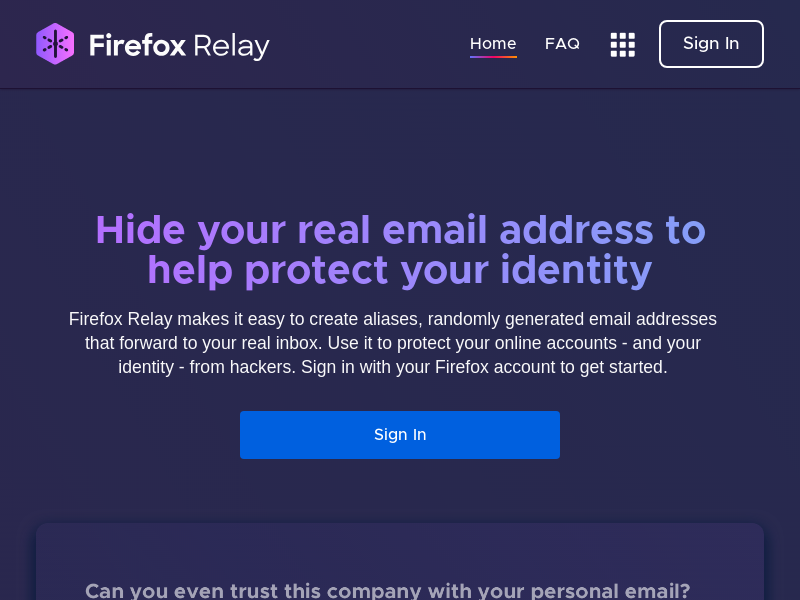 Firefox Relay
Home
FAQ
Sign In
Hide your real email address to
help protect your identity
Firefox Relay makes it easy to create aliases, randomly generated email addresses
that forward to your real inbox. Use it to protect your online accounts - and your
identity - from hackers. Sign in with your Firefox account to get started.
Sign In
Can you even trust this company with your personal email?